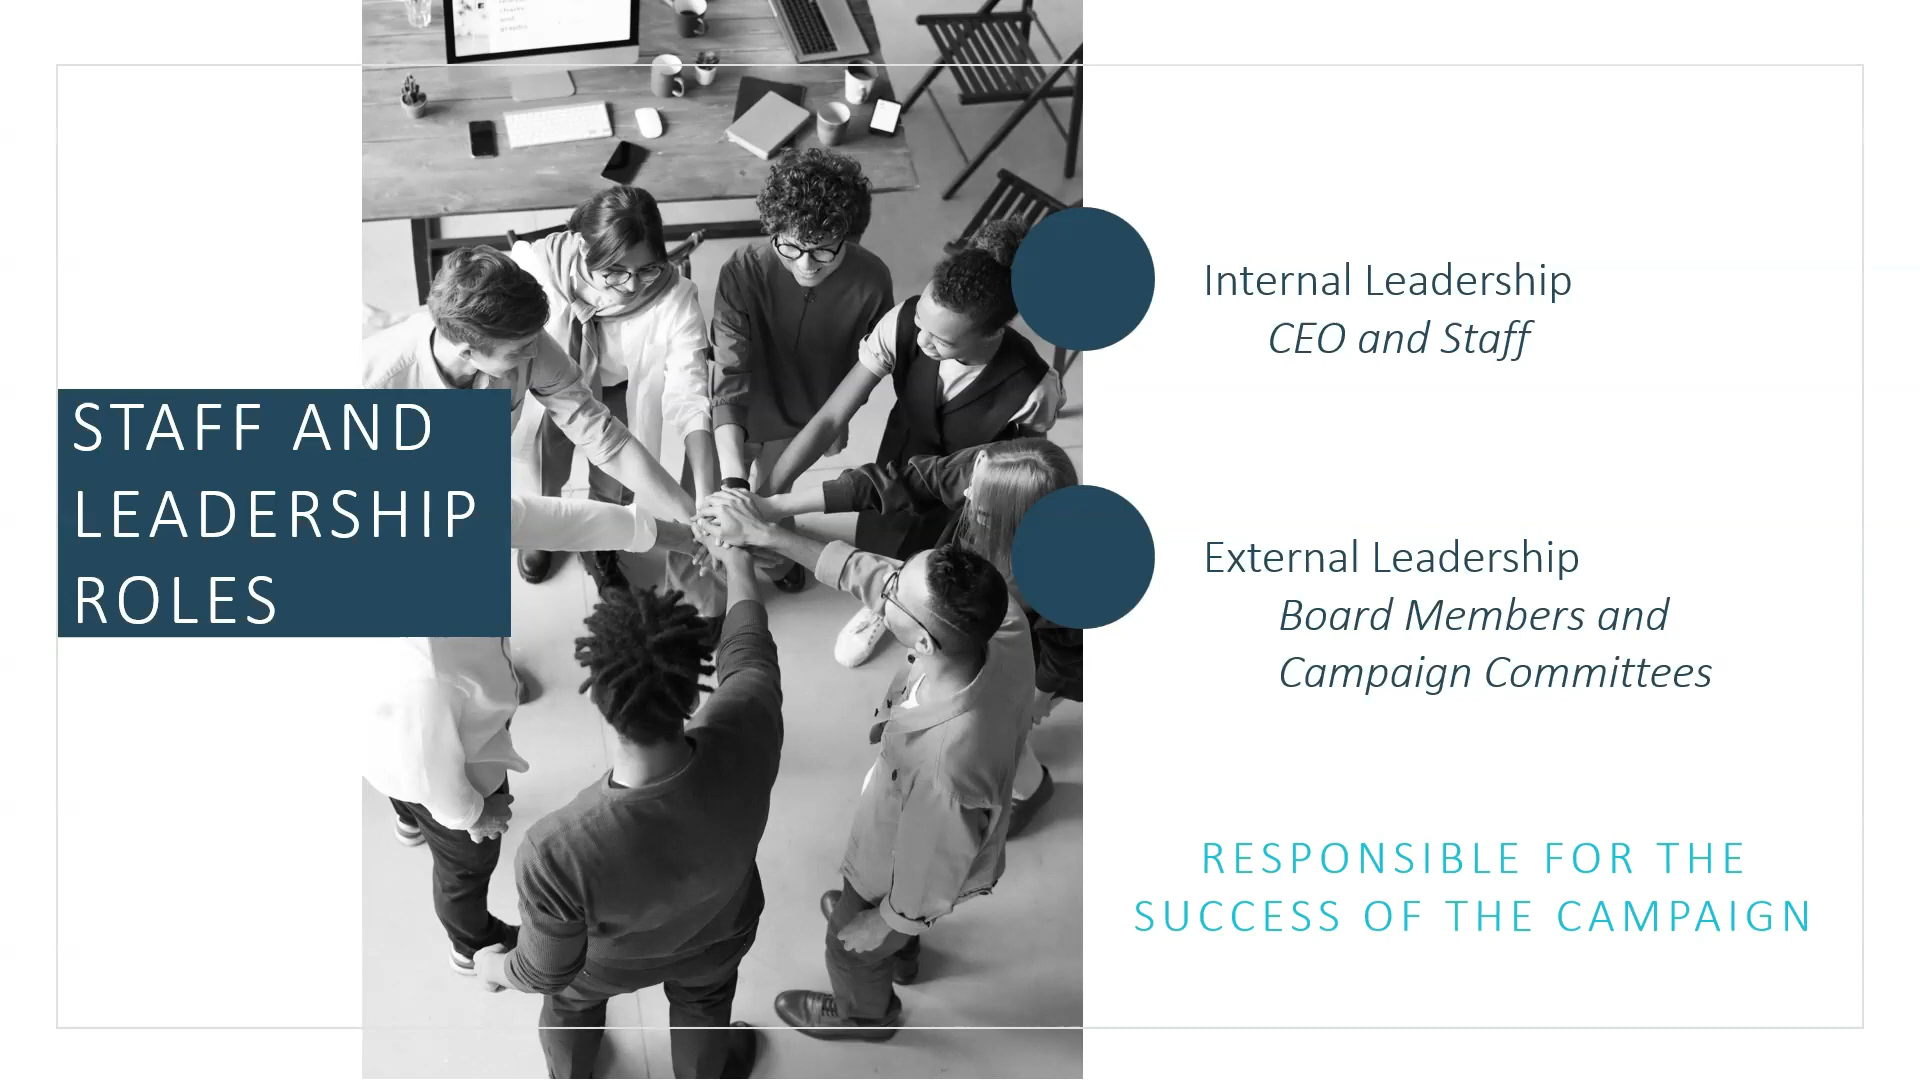 STAFF AND
LEADERSHIP
ROLES
Internal Leadership
CEO and Staff
External Leadership
Board Members and
Campaign Committees
RESPONSIBLE FOR THE
SUCCESS OF THE CAMPAIGN